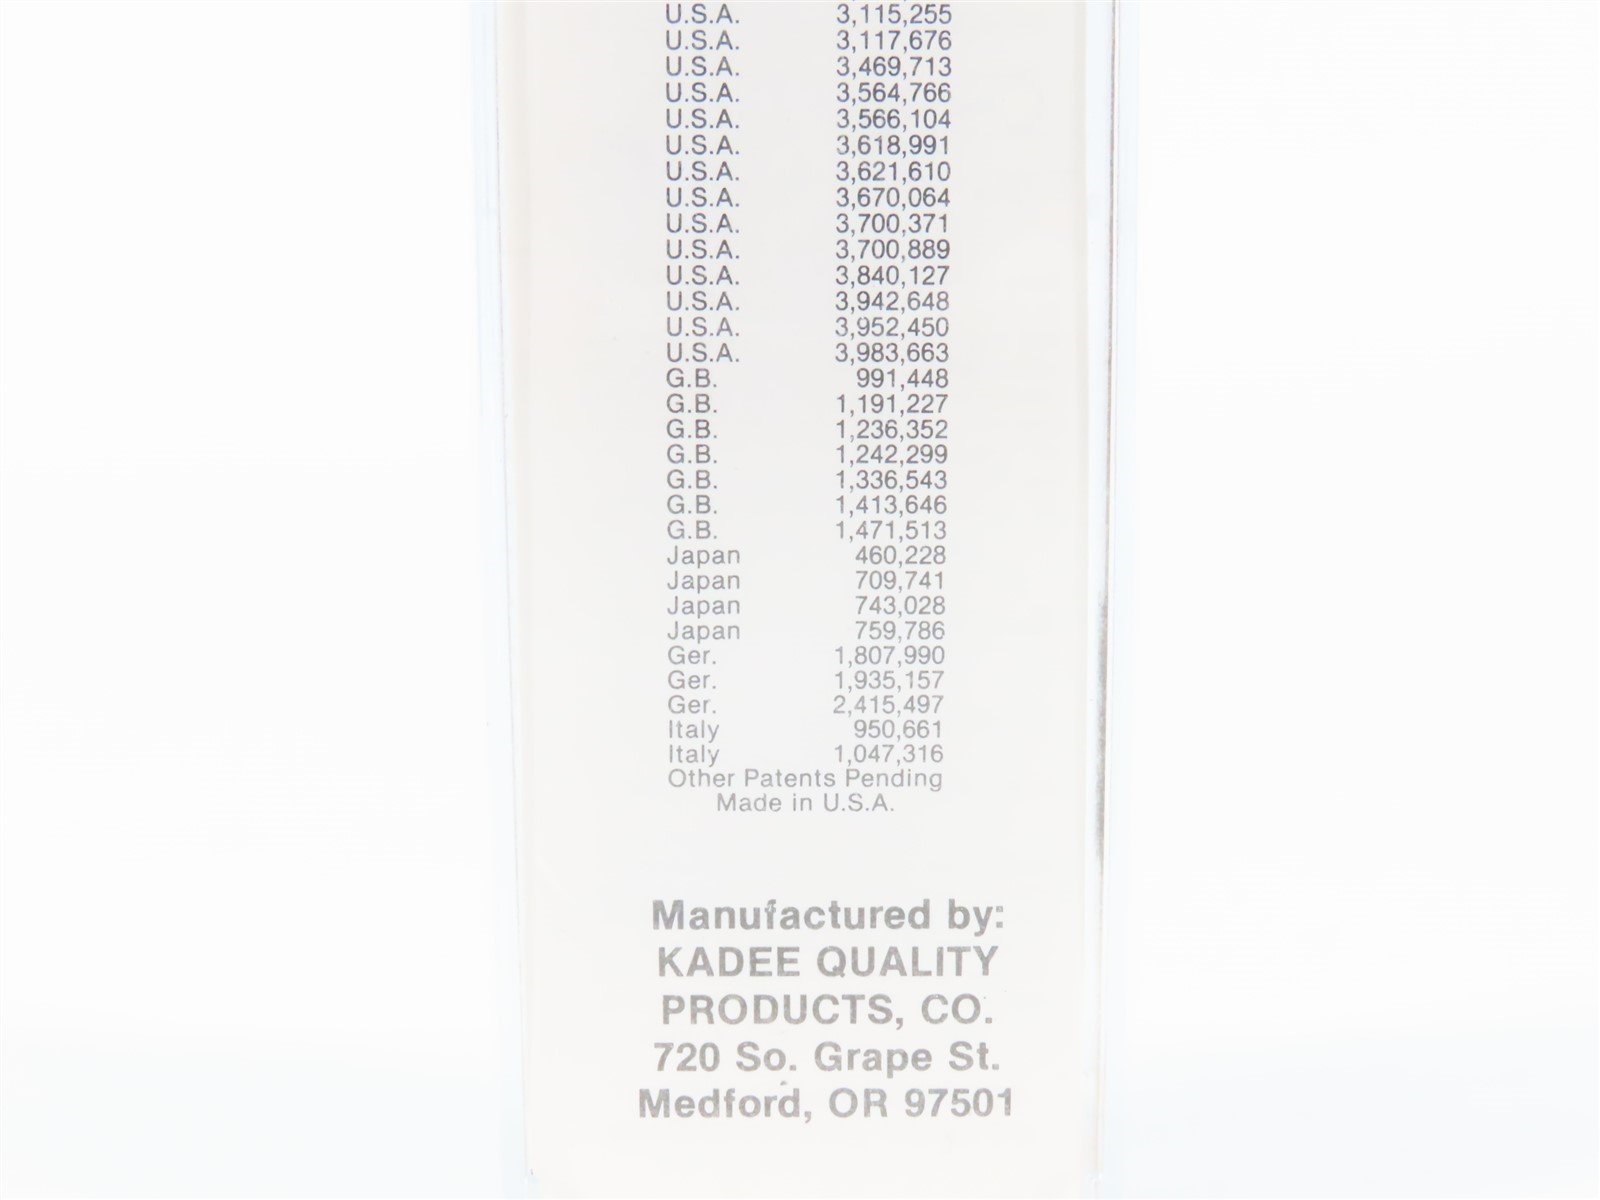 U.S.A. 3,115,255
U.S.A. 3,117,676
U.S.A. 3,469,713
U.S.A. 3,564,766
U.S.A. 3,566,104
U.S.A. 3,618,991
U.S.A. 3,621,610
U.S.A. 3,670,064
U.S.A. 3,700,371
U.S.A. 3,700,889
U.S.A. 3,840,127
U.S.A. 3,942,648
U.S.A. 3,952,450
U.S.A. 3,983,663
G.B. 991,448
G.B. 1,191,227
G.B. 1,236,352
G.B. 1,242,299
G.B. 1,336,543
G.B. 1,413,646
G.B. 1,471,513
Japan 460,228
Japan 709,741
Japan 743,028
Japan 759,786
Ger. 1,807,990
Ger. 1,935,157
Ger. 2,415,497
Italy 950,661
Italy 1,047,316
Other Patents Pending
Made in U.S.A.
Manufactured by:
KADEE QUALITY
PRODUCTS, CO.
720 So. Grape St.
Medford, OR 97501